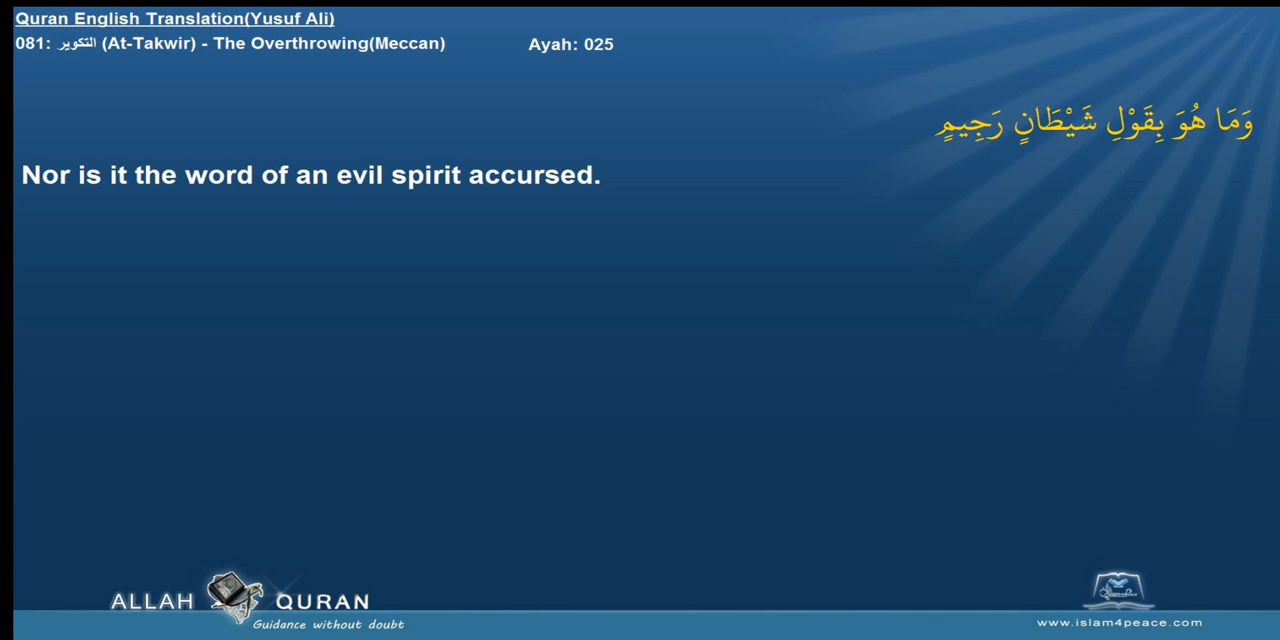 Quran English Translation(Yusuf Ali)
081: التكوير (At-Takwir) - The Overthrowing(Meccan) Ayah: 025
وَمَا هُوَ بِقَوْلِ شَيْطَانٍ رَجِيمٍ
Nor is it the word of an evil spirit accursed.
ALLAH QURAN
Guidance without doubt
www.islam4peace.com